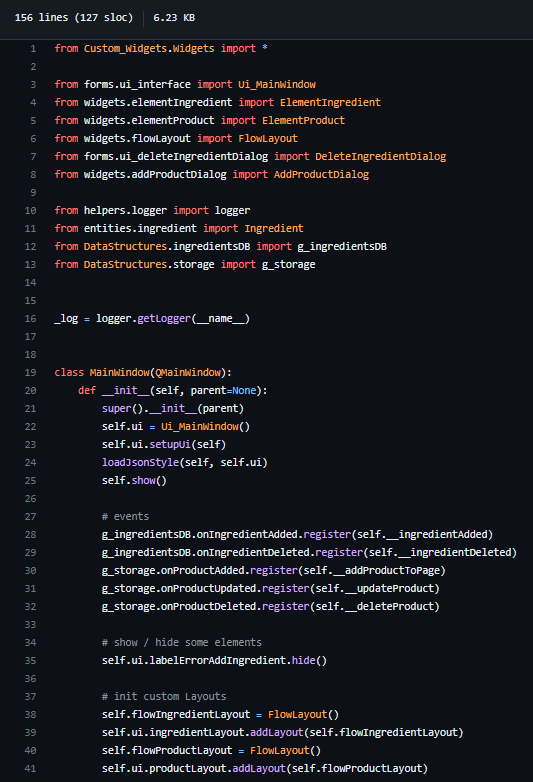 156 lines (127 sloc) 6.23 KB
1 from Custom_Widgets.Widgets import *
2
3 from forms.ui_interface import Ui_MainWindow
4 from widgets.elementIngredient import ElementIngredient
5 from widgets.elementProduct import ElementProduct
6 from widgets.flowLayout import FlowLayout
7 from forms.ui_deleteIngredientDialog import DeleteIngredientDialog
8 from widgets.addProductDialog import AddProductDialog
9
10 from helpers.logger import logger
11 from entities.ingredient import Ingredient
12 from DataStructures.ingredientsDB import g_ingredientsDB
13 from DataStructures.storage import g_storage
14
15
16 _log = logger.getLogger(__name__)
17
18
19 class MainWindow(QMainWindow):
20     def __init__(self, parent=None):
21         super().__init__(parent)
22         self.ui = Ui_MainWindow()
23         self.ui.setupUi(self)
24         loadJsonStyle(self, self.ui)
25         self.show()
26
27         # events
28         g_ingredientsDB.onIngredientAdded.register(self.__ingredientAdded)
29         g_ingredientsDB.onIngredientDeleted.register(self.__ingredientDeleted)
30         g_storage.onProductAdded.register(self.__addProductToPage)
31         g_storage.onProductUpdated.register(self.__updateProduct)
32         g_storage.onProductDeleted.register(self.__deleteProduct)
33
34         # show / hide some elements
35         self.ui.labelErrorAddIngredient.hide()
36
37         # init custom Layouts
38         self.flowIngredientLayout = FlowLayout()
39         self.ui.ingredientLayout.addLayout(self.flowIngredientLayout)
40         self.flowProductLayout = FlowLayout()
41         self.ui.productLayout.addLayout(self.flowProductLayout)